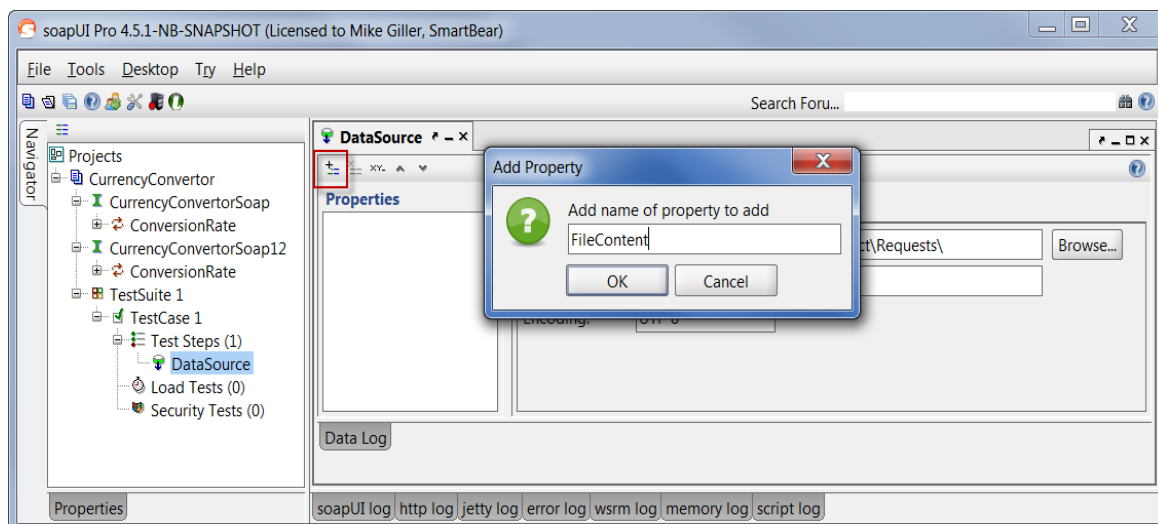 soapUI Pro 4.5.1-NB-SNAPSHOT (Licensed to Mike Giller, SmartBear)
File Tools Desktop Try Help
Search Foru...
Navigator
Projects
CurrencyConvertor
CurrencyConvertorSoap
ConversionRate
CurrencyConvertorSoap12
ConversionRate
TestSuite 1
TestCase 1
Test Steps (1)
DataSource
Load Tests (0)
Security Tests (0)
Properties
DataSource
XY
Properties
Add Property
Add name of property to add
FileContent
OK Cancel
ct\Requests\
Browse...
Encoding:
Data Log
soapUI log http log jetty log error log wsrm log memory log script log